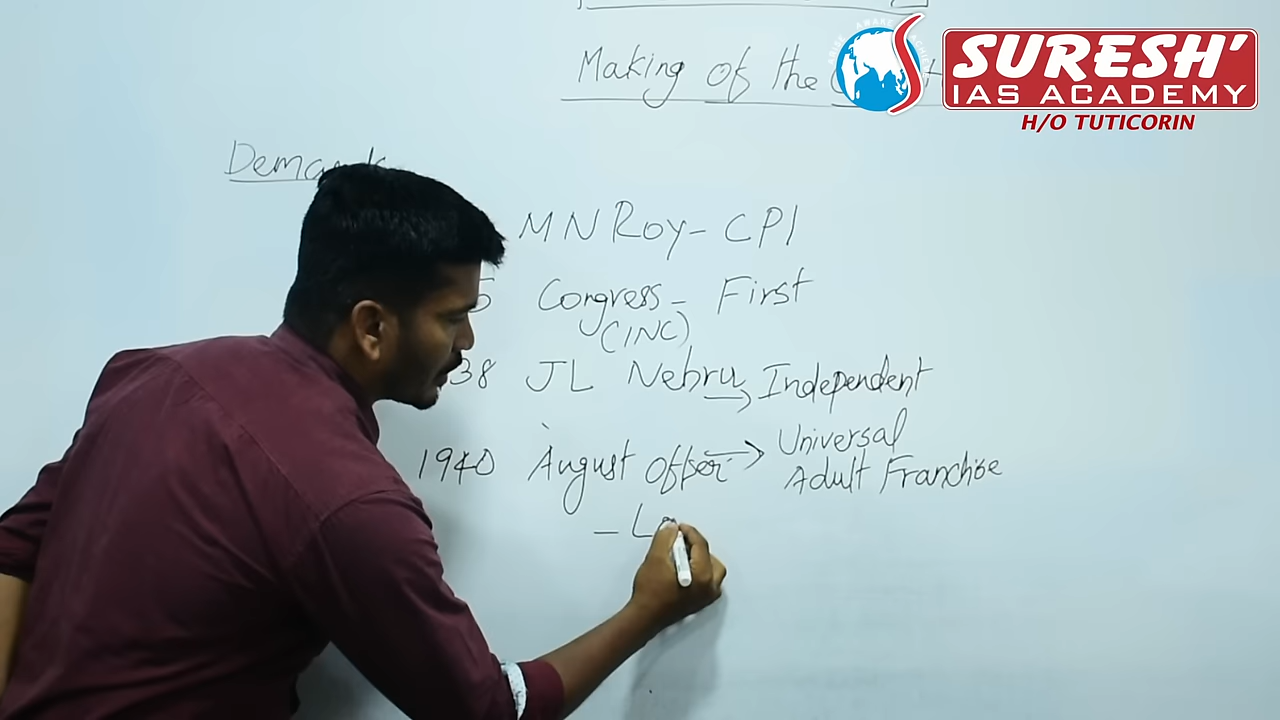 Making of the
SURESH'
IAS ACADEMY
H/O TUTICORIN
MN ROY - CPI
5 Congress - First
(INC)
38 JL Nehru → Independent
1940 August Offer → Universal
Adult Franchise
- L